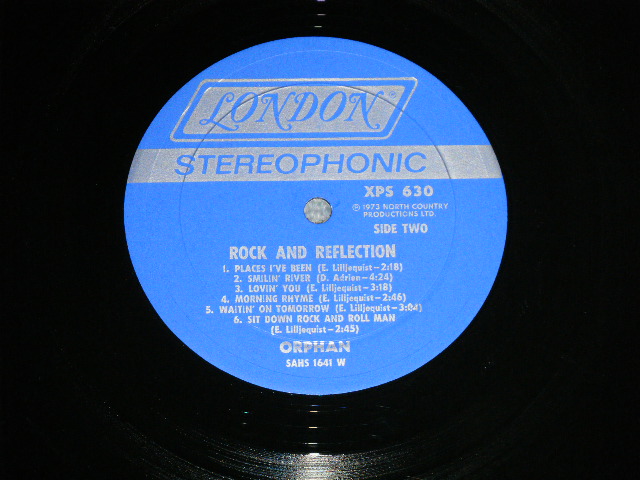 LONDON®
STEREOPHONIC
XPS 630
℗ 1973 NORTH COUNTRY
PRODUCTIONS LTD.
SIDE TWO
ROCK AND REFLECTION
1. PLACES I'VE BEEN (E. Lilljequist—2:18)
2. SMILIN' RIVER (D. Adrien—4:24)
3. LOVIN' YOU (E. Lilljequist—3:18)
4. MORNING RHYME (E. Lilljequist—2:46)
5. WAITIN' ON TOMORROW (E. Lilljequist—3:04)
6. SIT DOWN ROCK AND ROLL MAN
(E. Lilljequist—2:45)
ORPHAN
SAHS 1641 W